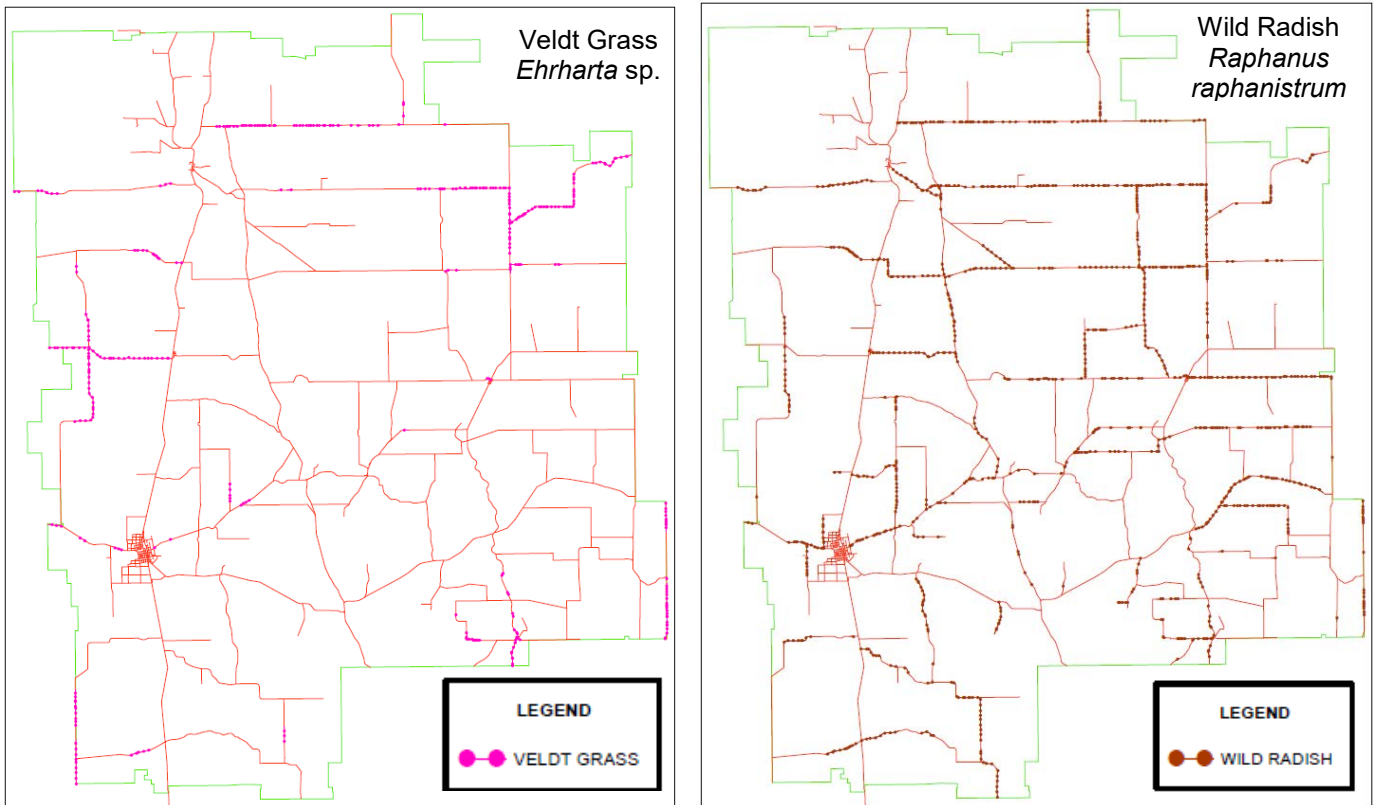 Veldt Grass
Ehrharta sp.
LEGEND
VELDT GRASS
Wild Radish
Raphanus
raphanistrum
LEGEND
WILD RADISH